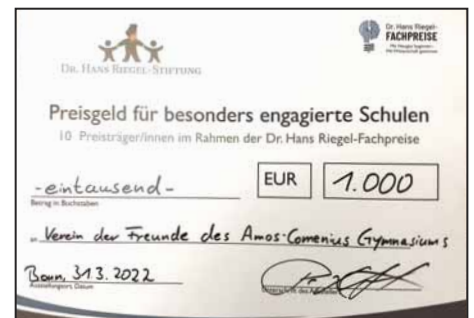 Dr. Hans Riegel-Stiftung
Dr. Hans Riegel-
FACHPREISE
Preisgeld für besonders engagierte Schulen
10 Preisträger/innen im Rahmen der Dr. Hans Riegel-Fachpreise
-eintausend-
EUR
1.000
Betrag in Buchstaben
an Verein der Freunde des Amos-Comenius Gymnasiums
Bonn, 31.3.2022
Ausstellungsort, Datum